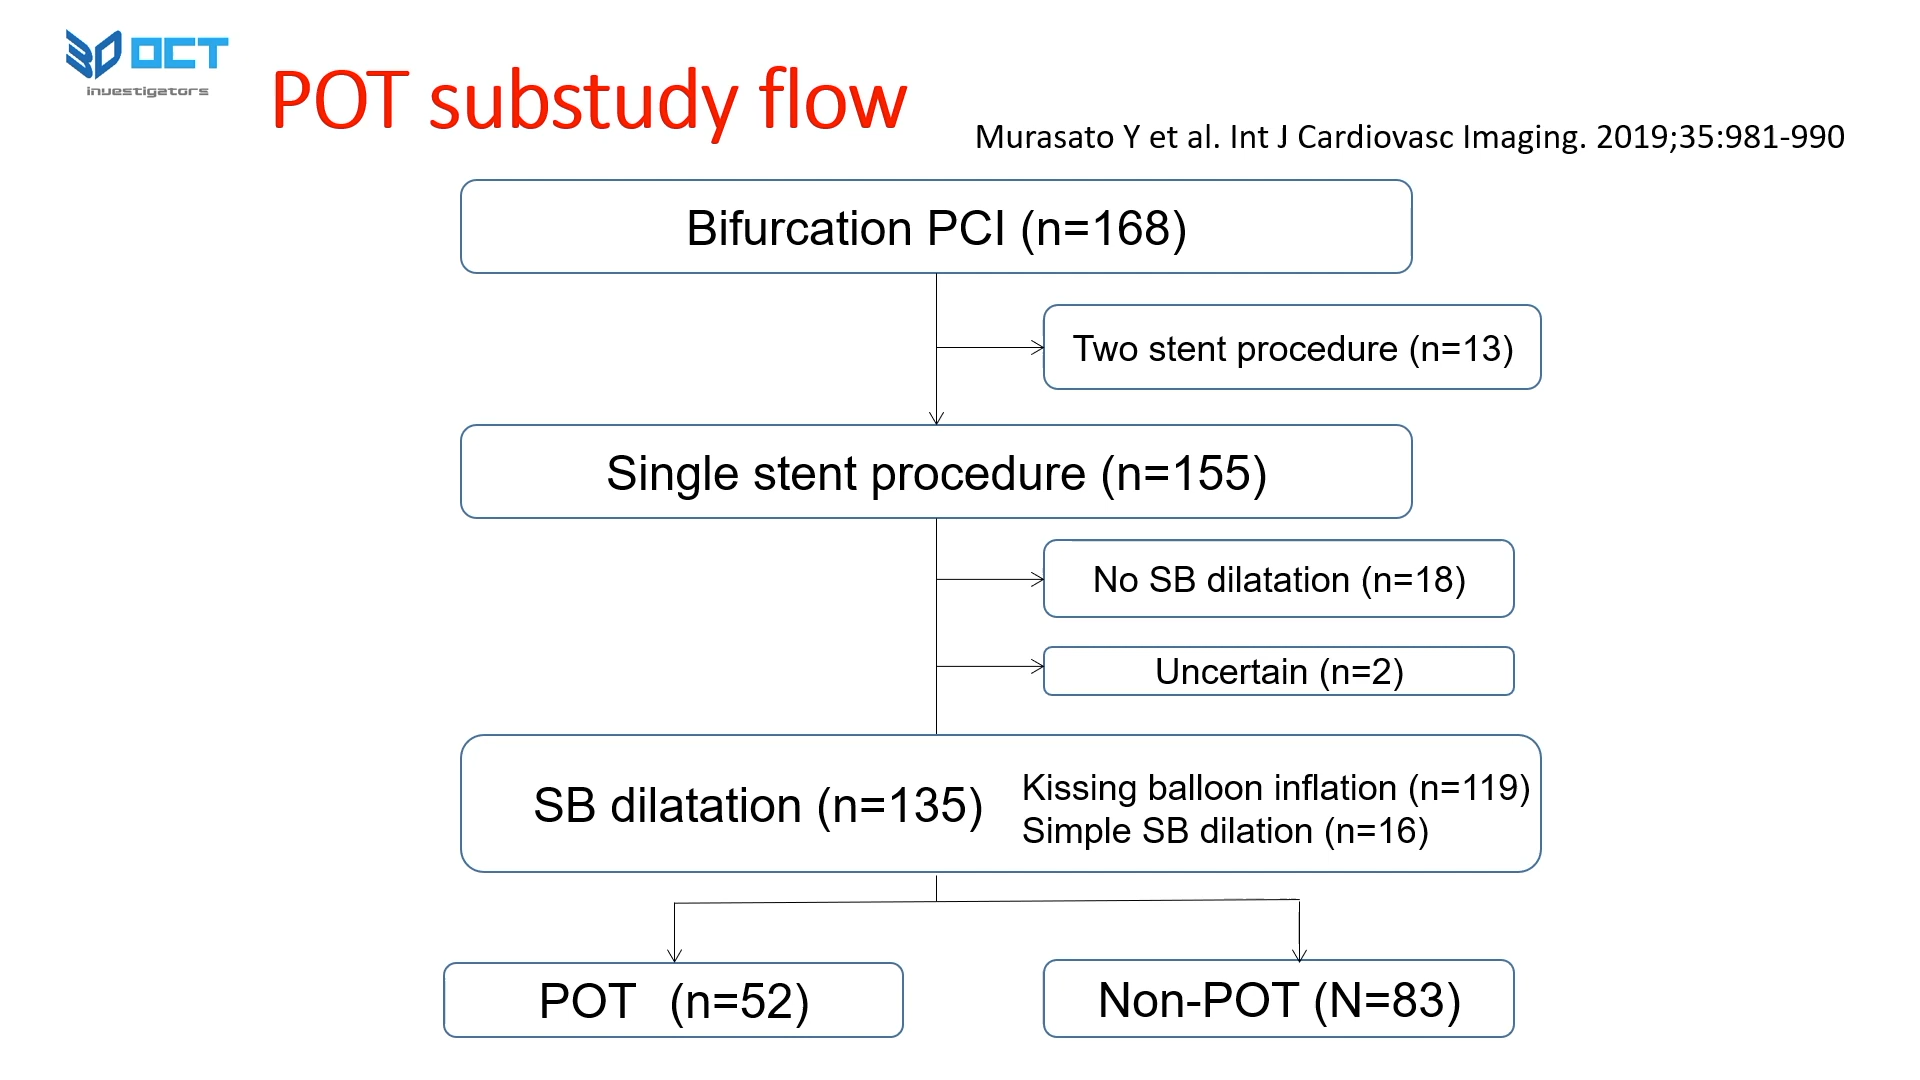 3D OCT
investigators
POT substudy flow
Murasato Y et al. Int J Cardiovasc Imaging. 2019;35:981-990
Bifurcation PCI (n=168)
Two stent procedure (n=13)
Single stent procedure (n=155)
No SB dilatation (n=18)
Uncertain (n=2)
SB dilatation (n=135)
Kissing balloon inflation (n=119)
Simple SB dilation (n=16)
POT (n=52)
Non-POT (N=83)